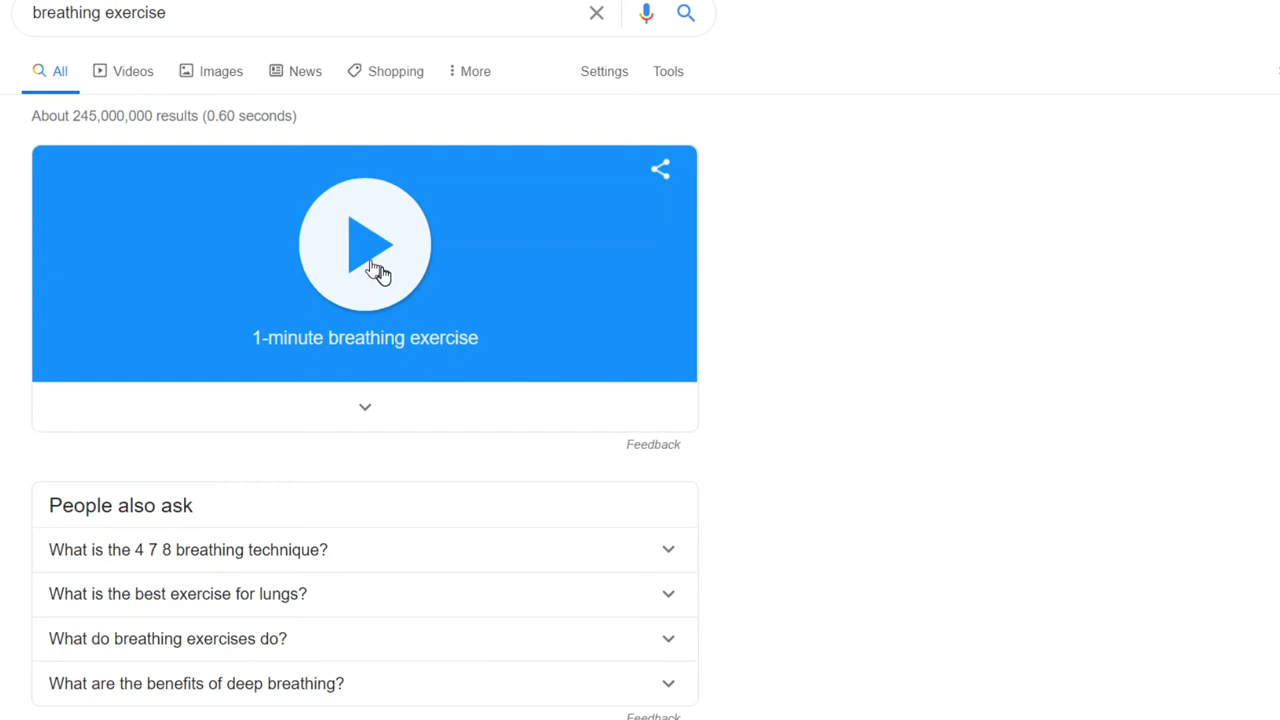 breathing exercise
All Videos Images News Shopping More Settings Tools
About 245,000,000 results (0.60 seconds)
1-minute breathing exercise
Feedback
People also ask
What is the 4 7 8 breathing technique?
What is the best exercise for lungs?
What do breathing exercises do?
What are the benefits of deep breathing?
Feedback